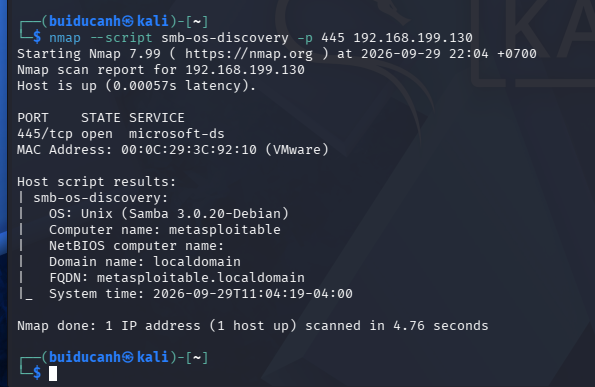 ┌──(buiducanh㉿kali)-[~]
└─$ nmap --script smb-os-discovery -p 445 192.168.199.130
Starting Nmap 7.99 ( https://nmap.org ) at 2026-09-29 22:04 +0700
Nmap scan report for 192.168.199.130
Host is up (0.00057s latency).

PORT    STATE SERVICE
445/tcp open  microsoft-ds
MAC Address: 00:0C:29:3C:92:10 (VMware)

Host script results:
| smb-os-discovery:
|   OS: Unix (Samba 3.0.20-Debian)
|   Computer name: metasploitable
|   NetBIOS computer name:
|   Domain name: localdomain
|   FQDN: metasploitable.localdomain
|_  System time: 2026-09-29T11:04:19-04:00

Nmap done: 1 IP address (1 host up) scanned in 4.76 seconds

┌──(buiducanh㉿kali)-[~]
└─$